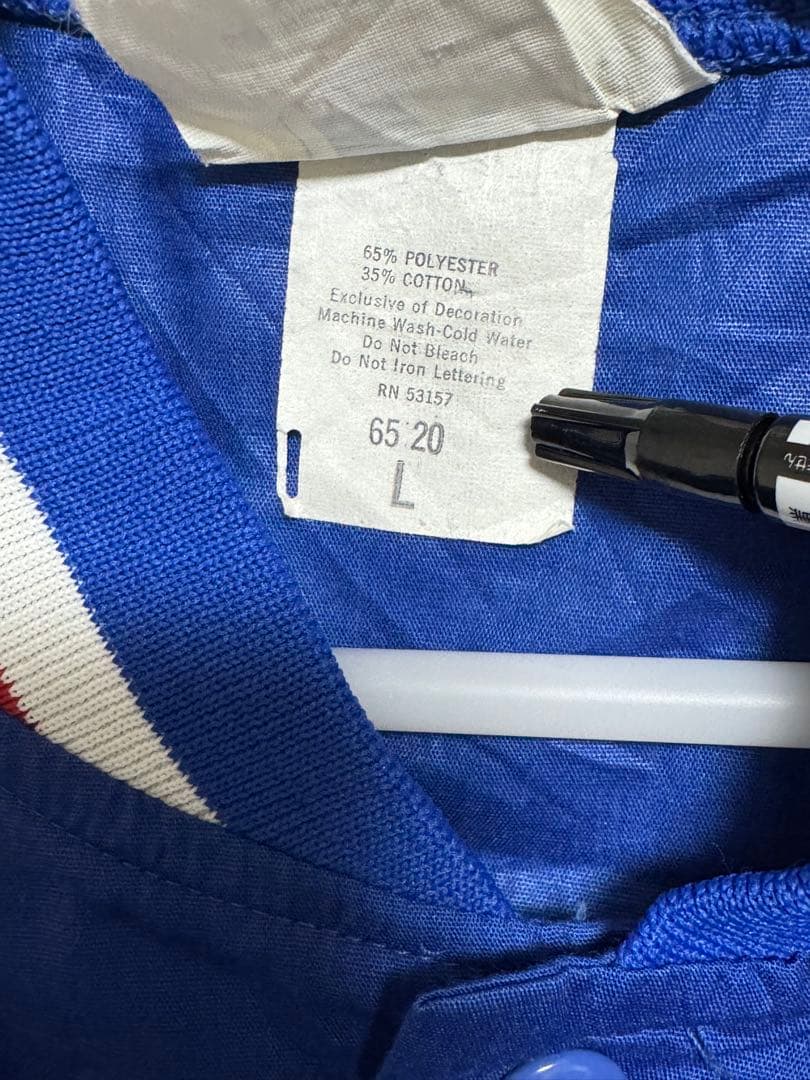 65% POLYESTER
35% COTTON
Exclusive of Decoration
Machine Wash-Cold Water
Do Not Bleach
Do Not Iron Lettering
RN 53157
65 20
L